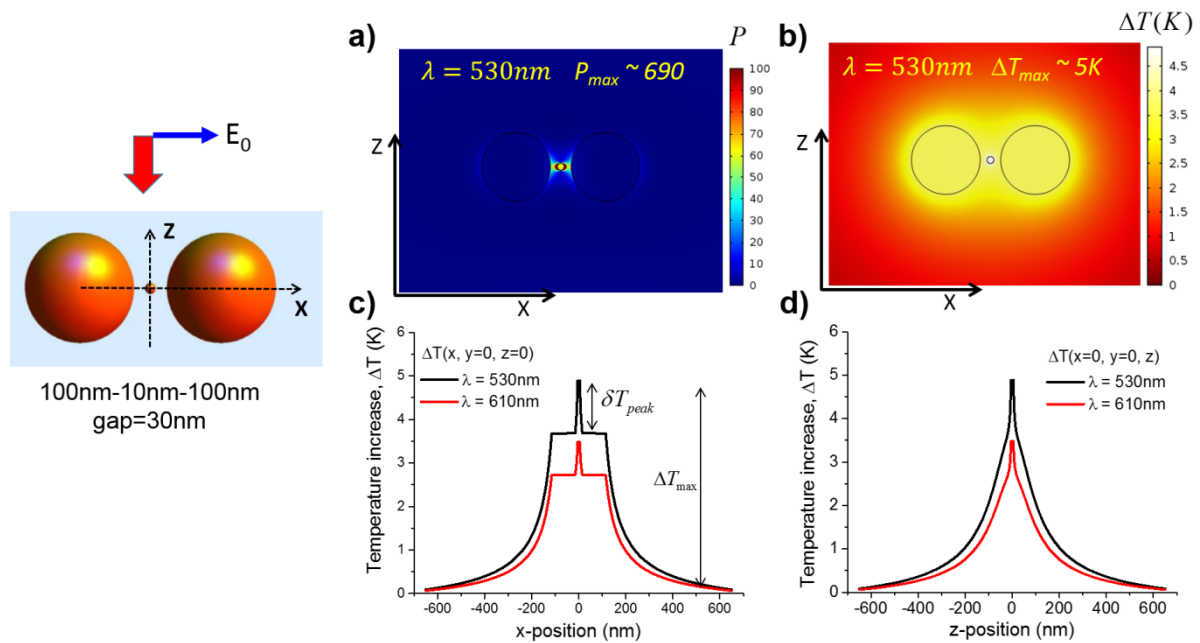 E₀
Z
X
100nm-10nm-100nm
gap=30nm
a)
P
λ = 530nm P_max ~ 690
Z
X
100
90
80
70
60
50
40
30
20
10
0
b)
ΔT(K)
λ = 530nm ΔT_max ~ 5K
Z
X
4.5
4
3.5
3
2.5
2
1.5
1
0.5
0
c)
Temperature increase, ΔT (K)
6
5
4
3
2
1
0
ΔT(x, y=0, z=0)
λ = 530nm
λ = 610nm
δT_peak
ΔT_max
-600 -400 -200 0 200 400 600
x-position (nm)
d)
Temperature increase, ΔT (K)
6
5
4
3
2
1
0
ΔT(x=0, y=0, z)
λ = 530nm
λ = 610nm
-600 -400 -200 0 200 400 600
z-position (nm)